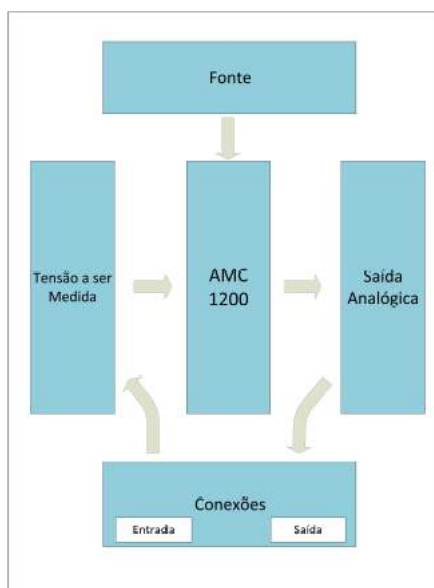 Fonte
Tensão a ser
Medida
AMC
1200
Saída
Analógica
Conexões
Entrada
Saída